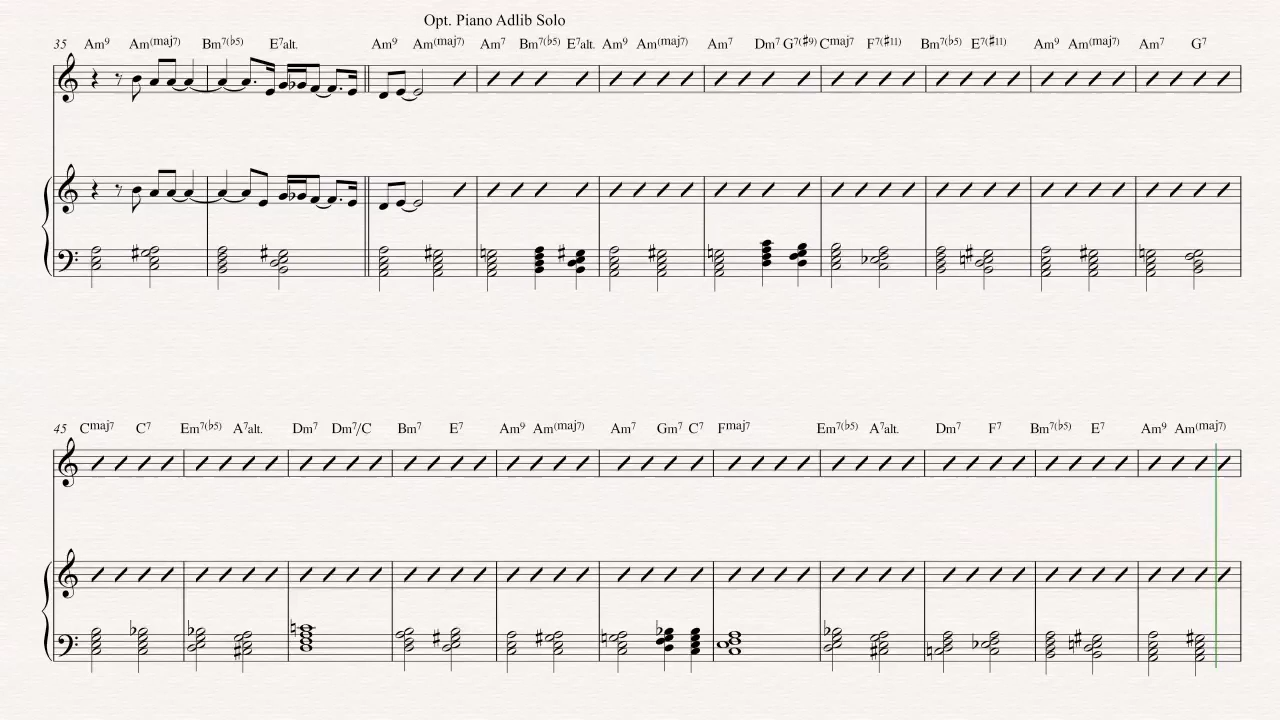 Opt. Piano Adlib Solo
35 Am⁹ Am(maj7) Bm7(♭5) E7alt. Am⁹ Am(maj7) Am7 Bm7(♭5) E7alt. Am⁹ Am(maj7) Am7 Dm7 G7(♯9) Cmaj7 F7(♯11) Bm7(♭5) E7(♯11) Am⁹ Am(maj7) Am7 G7
45 Cmaj7 C7 Em7(♭5) A7alt. Dm7 Dm7/C Bm7 E7 Am⁹ Am(maj7) Am7 Gm7 C7 Fmaj7 Em7(♭5) A7alt. Dm7 F7 Bm7(♭5) E7 Am⁹ Am(maj7)